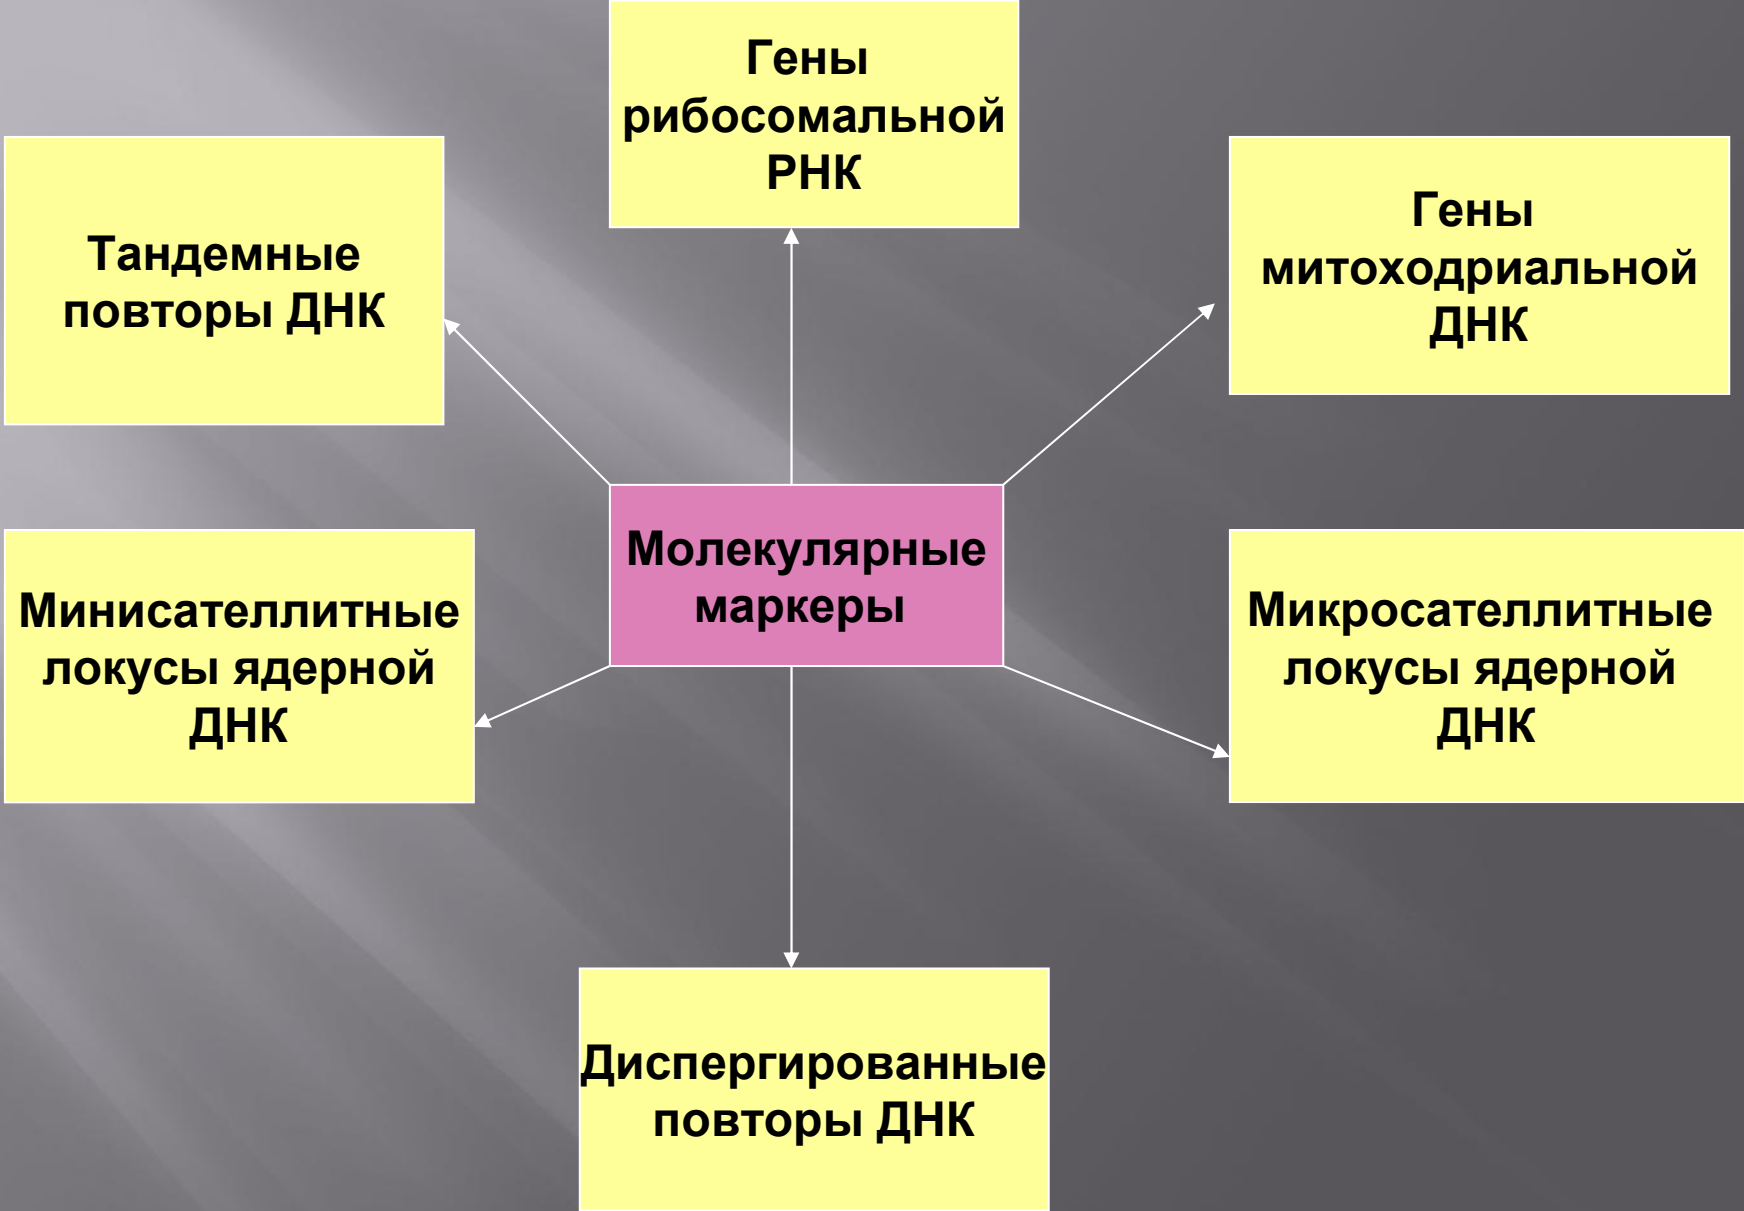 Гены
рибосомальной
РНК
Тандемные
повторы ДНК
Гены
митоходриальной
ДНК
Молекулярные
маркеры
Минисателлитные
локусы ядерной
ДНК
Микросателлитные
локусы ядерной
ДНК
Диспергированные
повторы ДНК